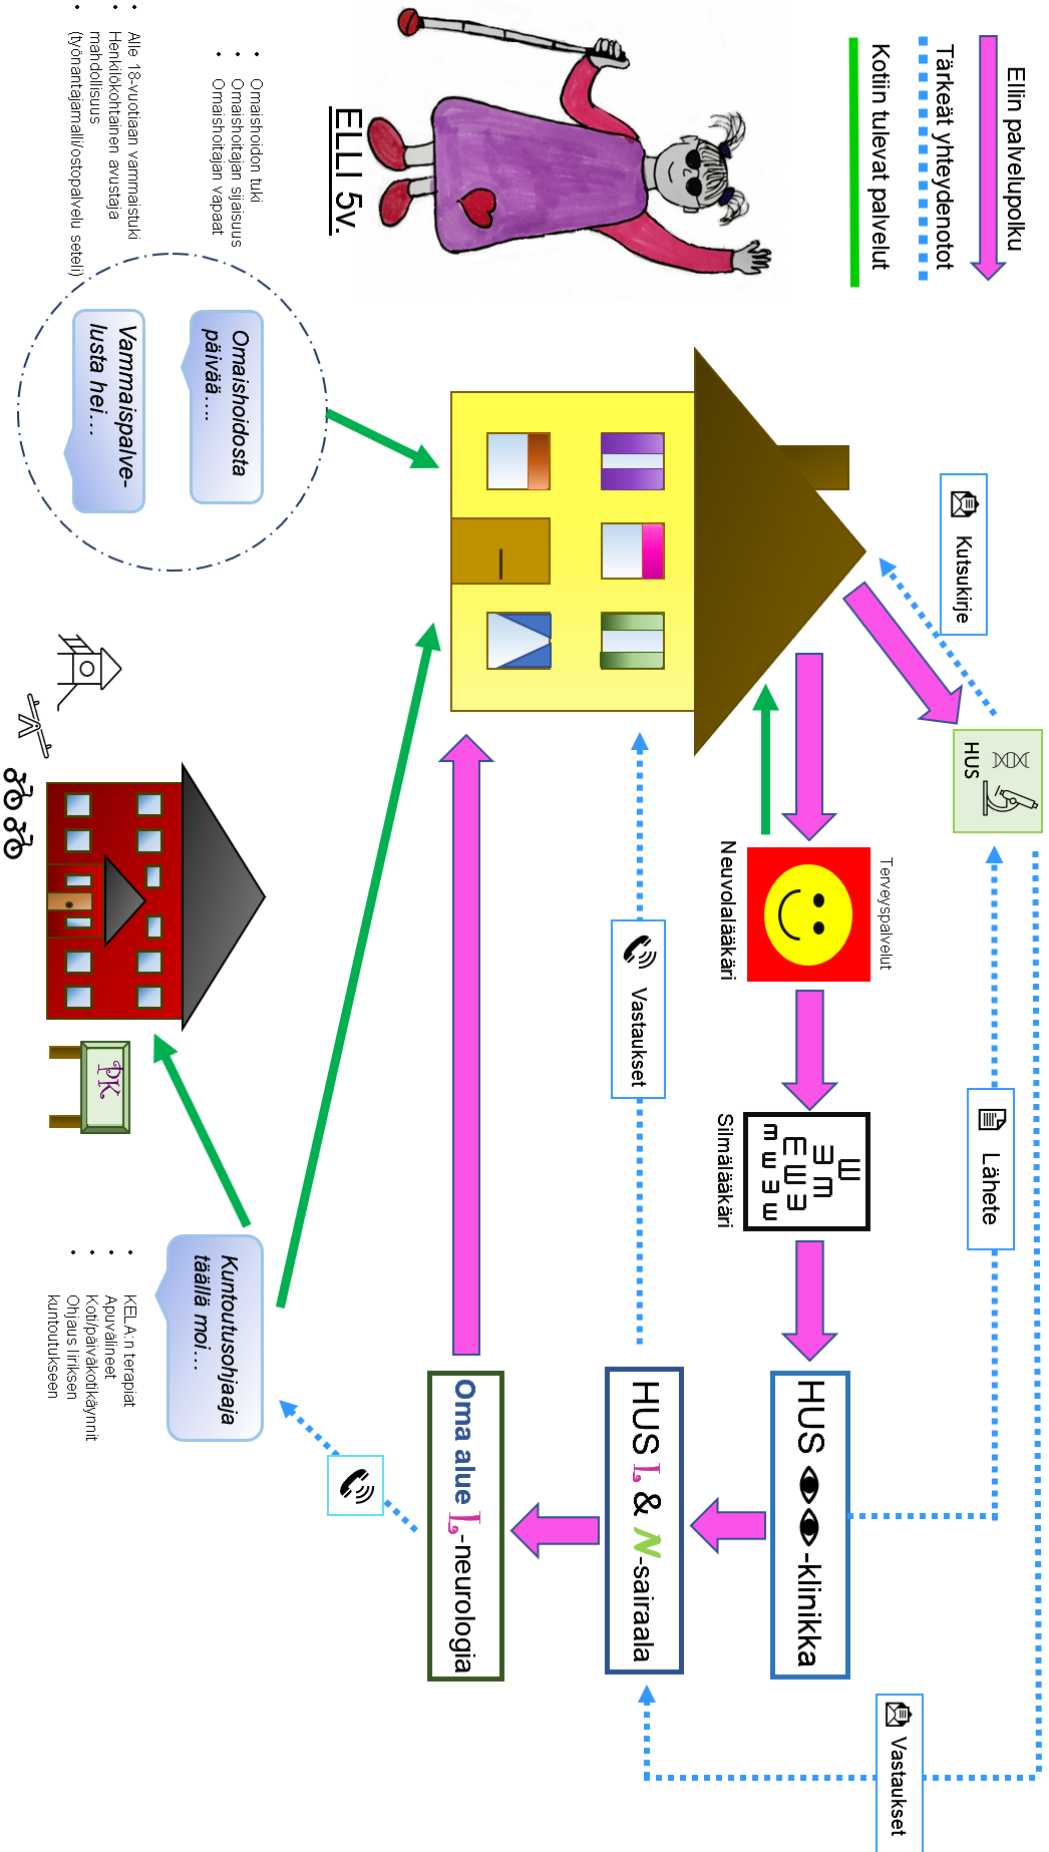 Ellin palvelupolku
Tärkeät yhteydenotot
Kotiin tulevat palvelut
ELLI 5v.
Kutsukirje
HUS
Terveyspalvelut
Neuvolalääkäri
Silmälääkäri
Lähete
HUS -klinikka
Vastaukset
Vastaukset
HUS L & N-sairaala
Oma alue L-neurologia
• Omaishoidon tuki
• Omaishoitajan sijaisuus
• Omaishoitajan vapaat
Omaishoidosta
päivää....
• Alle 18-vuotiaan vammaistuki
• Henkilökohtainen avustaja
mahdollisuus
• (työnantajamalli/ostopalvelu seteli)
Vammaispalve-
lusta hei...
PK
Kuntoutusohjaaja
täällä moi...
• KELA:n terapiat
• Apuvälineet
• Koti/päiväkotikäynnit
• Ohjaus Iiriksen
kuntoutukseen